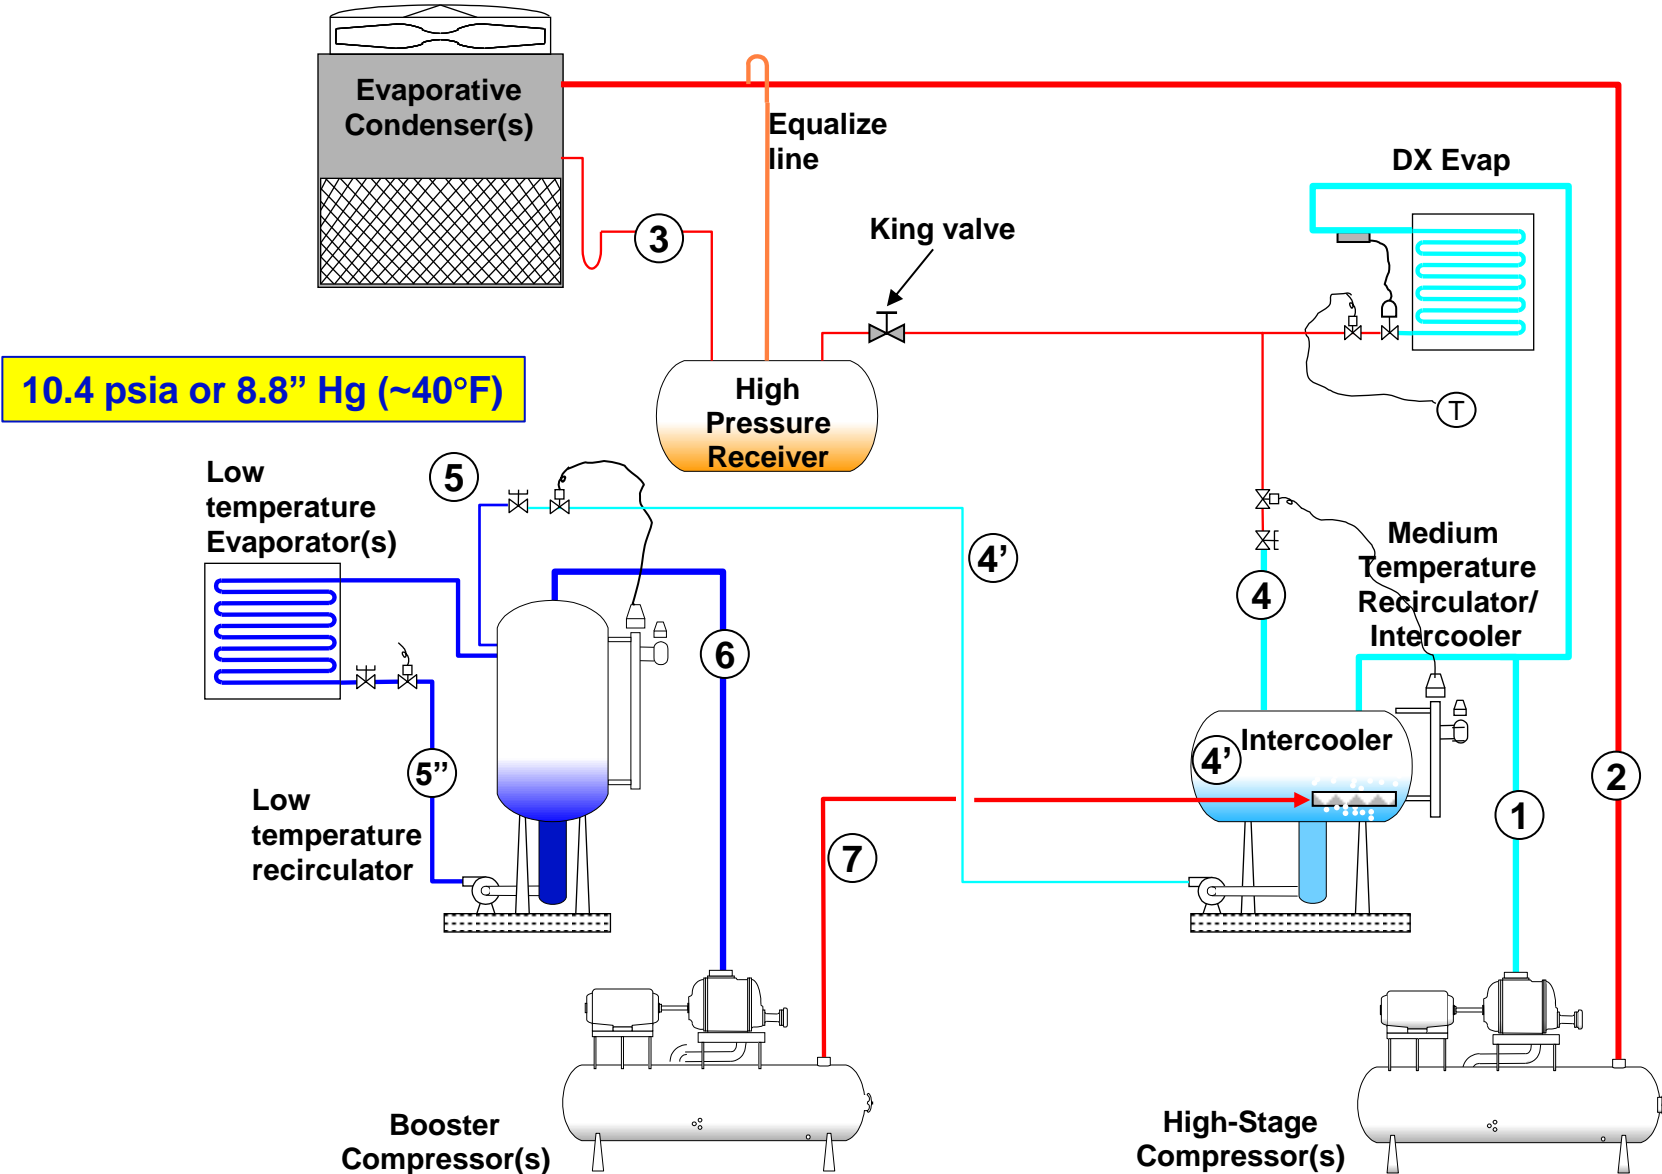 Evaporative
Condenser(s)
Equalize
line
DX Evap
King valve
3
10.4 psia or 8.8” Hg (~40°F)
High
Pressure
Receiver
T
Low
temperature
Evaporator(s)
5
4’
4
Medium
Temperature
Recirculator/
Intercooler
6
Intercooler
4’
5”
2
1
Low
temperature
recirculator
7
Booster
Compressor(s)
High-Stage
Compressor(s)